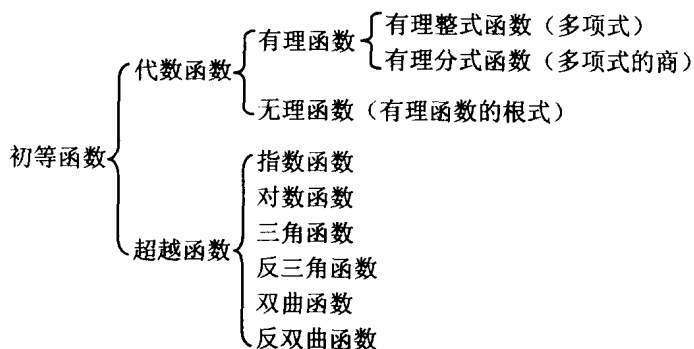 有理整式函数（多项式）
有理函数
有理分式函数（多项式的商）
代数函数
无理函数（有理函数的根式）
初等函数
指数函数
对数函数
三角函数
超越函数
反三角函数
双曲函数
反双曲函数